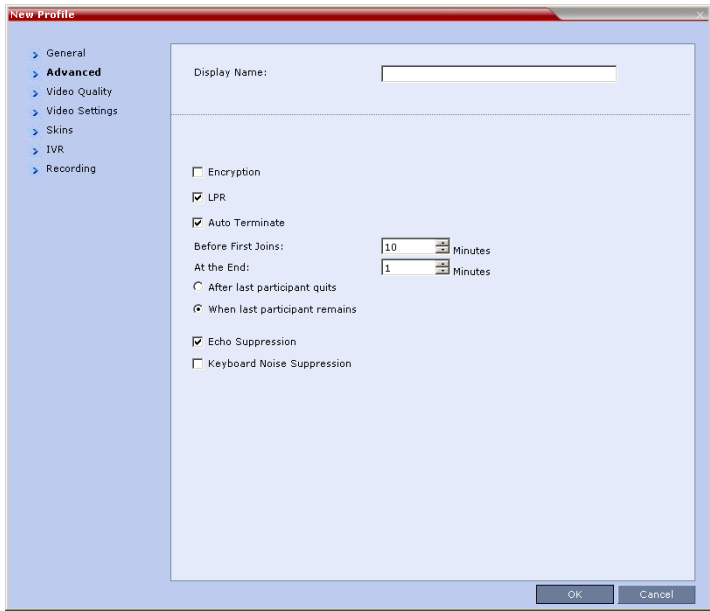 New Profile
General
Advanced
Video Quality
Video Settings
Skins
IVR
Recording
Display Name:
Encryption
LPR
Auto Terminate
Before First Joins: 10 Minutes
At the End: 1 Minutes
After last participant quits
When last participant remains
Echo Suppression
Keyboard Noise Suppression
OK Cancel